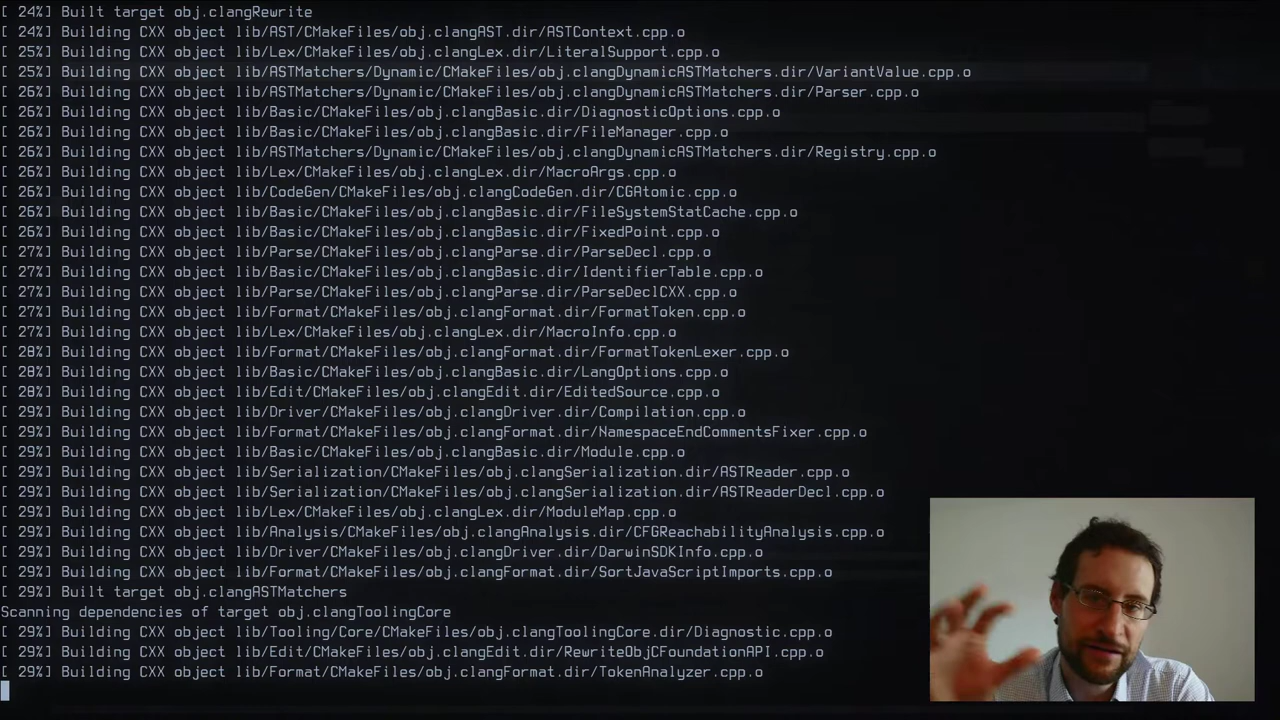 [ 24%] Built target obj.clangRewrite
[ 24%] Building CXX object lib/AST/CMakeFiles/obj.clangAST.dir/ASTContext.cpp.o
[ 25%] Building CXX object lib/Lex/CMakeFiles/obj.clangLex.dir/LiteralSupport.cpp.o
[ 25%] Building CXX object lib/ASTMatchers/Dynamic/CMakeFiles/obj.clangDynamicASTMatchers.dir/VariantValue.cpp.o
[ 26%] Building CXX object lib/ASTMatchers/Dynamic/CMakeFiles/obj.clangDynamicASTMatchers.dir/Parser.cpp.o
[ 26%] Building CXX object lib/Basic/CMakeFiles/obj.clangBasic.dir/DiagnosticOptions.cpp.o
[ 26%] Building CXX object lib/Basic/CMakeFiles/obj.clangBasic.dir/FileManager.cpp.o
[ 26%] Building CXX object lib/ASTMatchers/Dynamic/CMakeFiles/obj.clangDynamicASTMatchers.dir/Registry.cpp.o
[ 26%] Building CXX object lib/Lex/CMakeFiles/obj.clangLex.dir/MacroArgs.cpp.o
[ 26%] Building CXX object lib/CodeGen/CMakeFiles/obj.clangCodeGen.dir/CGAtomic.cpp.o
[ 26%] Building CXX object lib/Basic/CMakeFiles/obj.clangBasic.dir/FileSystemStatCache.cpp.o
[ 26%] Building CXX object lib/Basic/CMakeFiles/obj.clangBasic.dir/FixedPoint.cpp.o
[ 27%] Building CXX object lib/Parse/CMakeFiles/obj.clangParse.dir/ParseDecl.cpp.o
[ 27%] Building CXX object lib/Basic/CMakeFiles/obj.clangBasic.dir/IdentifierTable.cpp.o
[ 27%] Building CXX object lib/Parse/CMakeFiles/obj.clangParse.dir/ParseDeclCXX.cpp.o
[ 27%] Building CXX object lib/Format/CMakeFiles/obj.clangFormat.dir/FormatToken.cpp.o
[ 27%] Building CXX object lib/Lex/CMakeFiles/obj.clangLex.dir/MacroInfo.cpp.o
[ 28%] Building CXX object lib/Format/CMakeFiles/obj.clangFormat.dir/FormatTokenLexer.cpp.o
[ 28%] Building CXX object lib/Basic/CMakeFiles/obj.clangBasic.dir/LangOptions.cpp.o
[ 28%] Building CXX object lib/Edit/CMakeFiles/obj.clangEdit.dir/EditedSource.cpp.o
[ 29%] Building CXX object lib/Driver/CMakeFiles/obj.clangDriver.dir/Compilation.cpp.o
[ 29%] Building CXX object lib/Format/CMakeFiles/obj.clangFormat.dir/NamespaceEndCommentsFixer.cpp.o
[ 29%] Building CXX object lib/Basic/CMakeFiles/obj.clangBasic.dir/Module.cpp.o
[ 29%] Building CXX object lib/Serialization/CMakeFiles/obj.clangSerialization.dir/ASTReader.cpp.o
[ 29%] Building CXX object lib/Serialization/CMakeFiles/obj.clangSerialization.dir/ASTReaderDecl.cpp.o
[ 29%] Building CXX object lib/Lex/CMakeFiles/obj.clangLex.dir/ModuleMap.cpp.o
[ 29%] Building CXX object lib/Analysis/CMakeFiles/obj.clangAnalysis.dir/CFGReachabilityAnalysis.cpp.o
[ 29%] Building CXX object lib/Driver/CMakeFiles/obj.clangDriver.dir/DarwinSDKInfo.cpp.o
[ 29%] Building CXX object lib/Format/CMakeFiles/obj.clangFormat.dir/SortJavaScriptImports.cpp.o
[ 29%] Built target obj.clangASTMatchers
Scanning dependencies of target obj.clangToolingCore
[ 29%] Building CXX object lib/Tooling/Core/CMakeFiles/obj.clangToolingCore.dir/Diagnostic.cpp.o
[ 29%] Building CXX object lib/Edit/CMakeFiles/obj.clangEdit.dir/RewriteObjCFoundationAPI.cpp.o
[ 29%] Building CXX object lib/Format/CMakeFiles/obj.clangFormat.dir/TokenAnalyzer.cpp.o